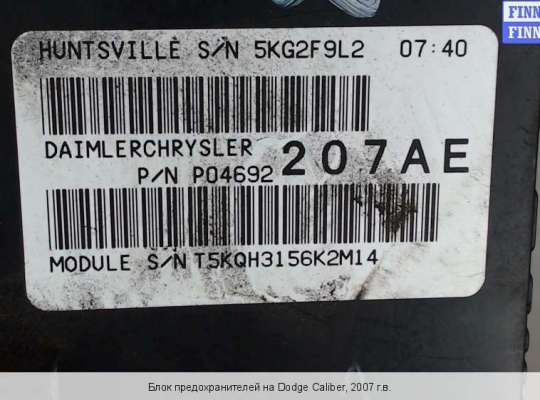 FINN
FINN
HUNTSVILLE S/N 5KG2F9L2 07:40
DAIMLERCHRYSLER
P/N P04692 207AE
MODULE S/N T5KQH3156K2M14
Блок предохранителей на Dodge Caliber, 2007 г.в.